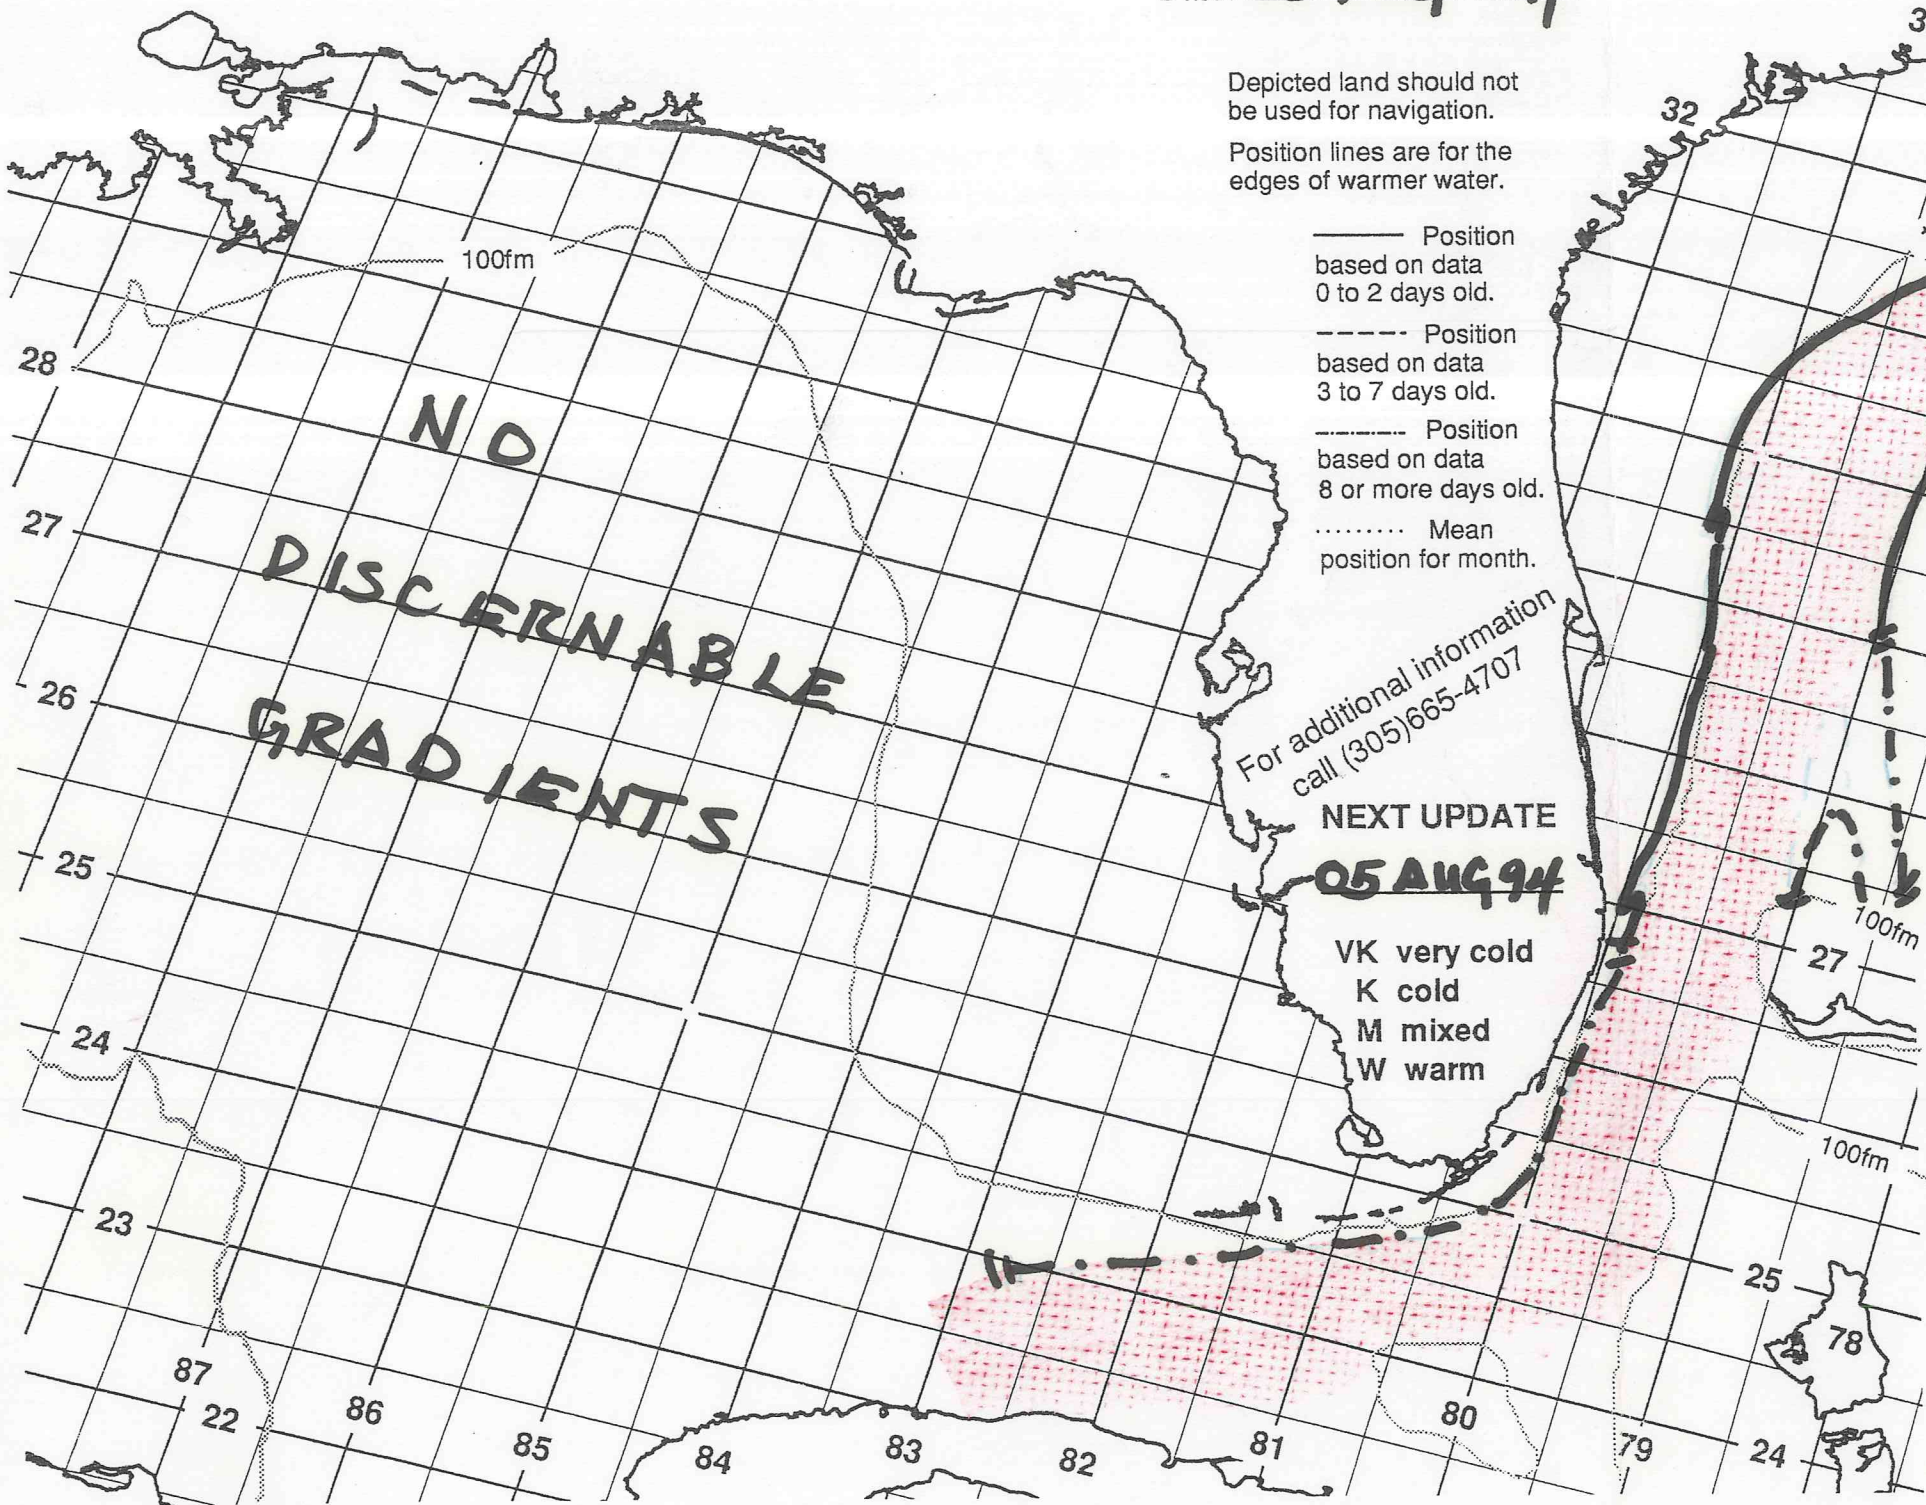 Depicted land should not
be used for navigation.
Position lines are for the
edges of warmer water.
Position
based on data
0 to 2 days old.
Position
based on data
3 to 7 days old.
Position
based on data
8 or more days old.
Mean
position for month.
For additional information
call (305)665-4707
NEXT UPDATE
05 AUG 94
VK very cold
K cold
M mixed
W warm
NO
DISCERNABLE
GRADIENTS
100fm
100fm
100fm
32
28
27
26
25
24
23
22
27
25
24
87
86
85
84
83
82
81
80
79
78